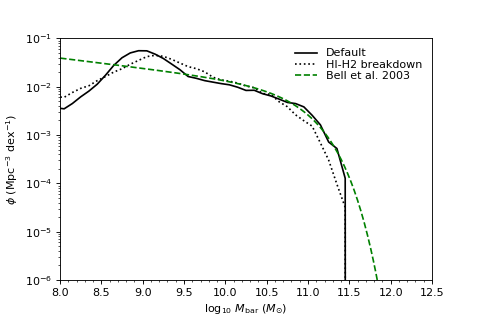 10⁻¹
10⁻²
10⁻³
10⁻⁴
10⁻⁵
10⁻⁶
ϕ (Mpc⁻³ dex⁻¹)
Default
HI-H2 breakdown
Bell et al. 2003
8.0 8.5 9.0 9.5 10.0 10.5 11.0 11.5 12.0 12.5
log₁₀ M_bar (M⊙)